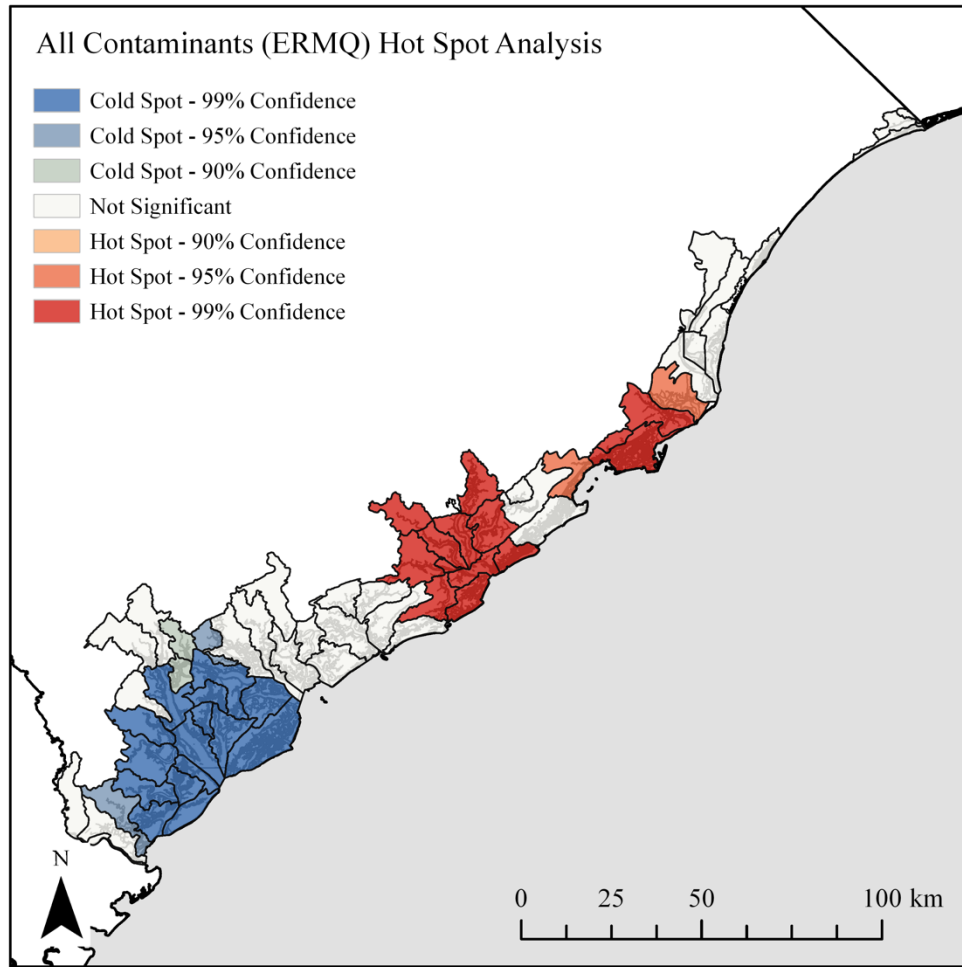 All Contaminants (ERMQ) Hot Spot Analysis
Cold Spot - 99% Confidence
Cold Spot - 95% Confidence
Cold Spot - 90% Confidence
Not Significant
Hot Spot - 90% Confidence
Hot Spot - 95% Confidence
Hot Spot - 99% Confidence
N
0 25 50 100 km